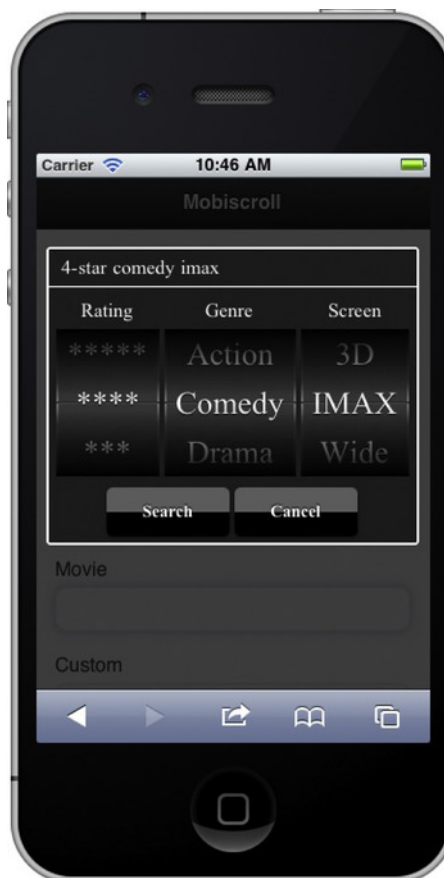 Carrier 10:46 AM
Mobiscroll
4-star comedy imax
Rating Genre Screen
***** Action 3D
**** Comedy IMAX
*** Drama Wide
Search Cancel
Movie
Custom